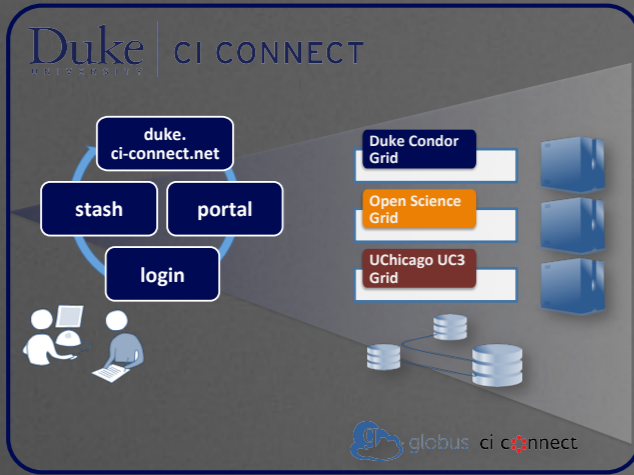 Duke CI CONNECT
UNIVERSITY
duke.
ci-connect.net
stash
portal
login
Duke Condor
Grid
Open Science
Grid
UChicago UC3
Grid
g globus ci connect